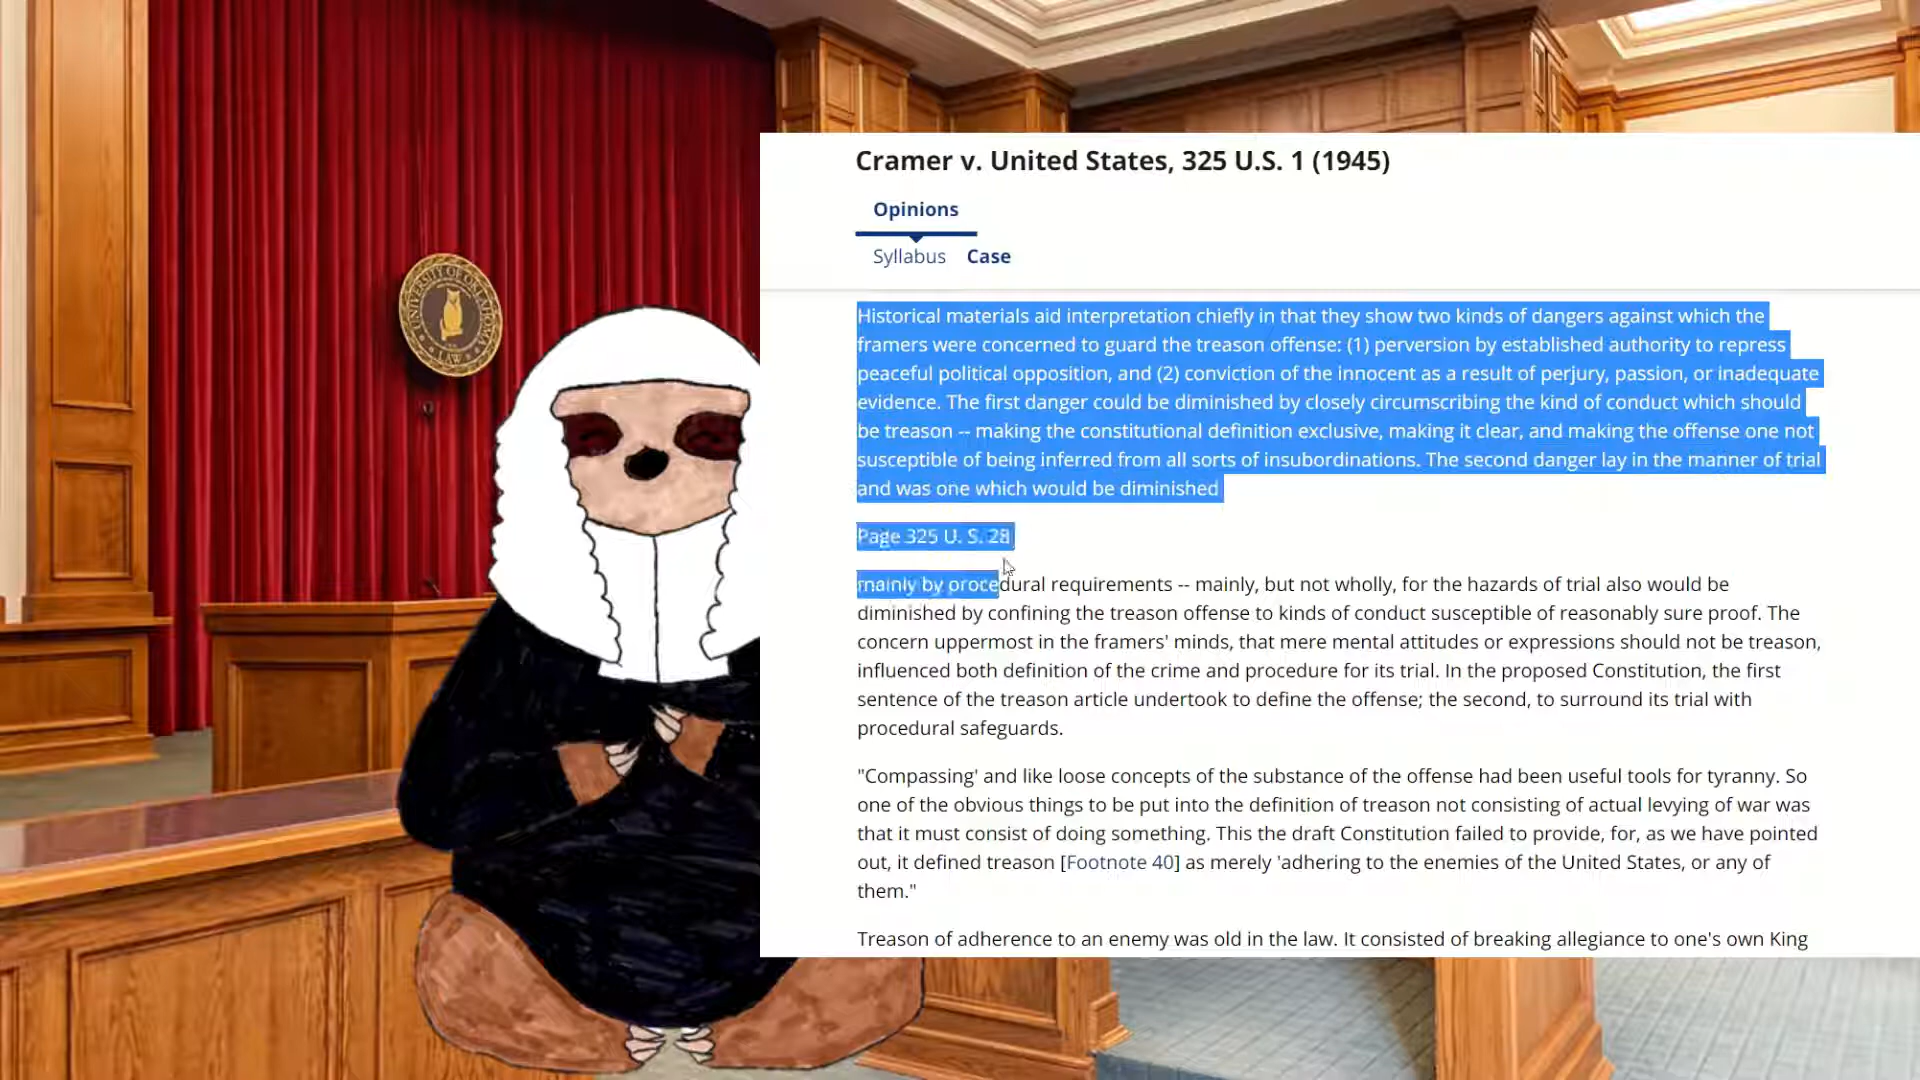 UNIVERSITY OF OKLAHOMA
LAW
Cramer v. United States, 325 U.S. 1 (1945)
Opinions
Syllabus Case
Historical materials aid interpretation chiefly in that they show two kinds of dangers against which the
framers were concerned to guard the treason offense: (1) perversion by established authority to repress
peaceful political opposition, and (2) conviction of the innocent as a result of perjury, passion, or inadequate
evidence. The first danger could be diminished by closely circumscribing the kind of conduct which should
be treason -- making the constitutional definition exclusive, making it clear, and making the offense one not
susceptible of being inferred from all sorts of insubordinations. The second danger lay in the manner of trial
and was one which would be diminished
Page 325 U. S. 28
mainly by procedural requirements -- mainly, but not wholly, for the hazards of trial also would be
diminished by confining the treason offense to kinds of conduct susceptible of reasonably sure proof. The
concern uppermost in the framers' minds, that mere mental attitudes or expressions should not be treason,
influenced both definition of the crime and procedure for its trial. In the proposed Constitution, the first
sentence of the treason article undertook to define the offense; the second, to surround its trial with
procedural safeguards.
"Compassing' and like loose concepts of the substance of the offense had been useful tools for tyranny. So
one of the obvious things to be put into the definition of treason not consisting of actual levying of war was
that it must consist of doing something. This the draft Constitution failed to provide, for, as we have pointed
out, it defined treason [Footnote 40] as merely 'adhering to the enemies of the United States, or any of
them."
Treason of adherence to an enemy was old in the law. It consisted of breaking allegiance to one's own King